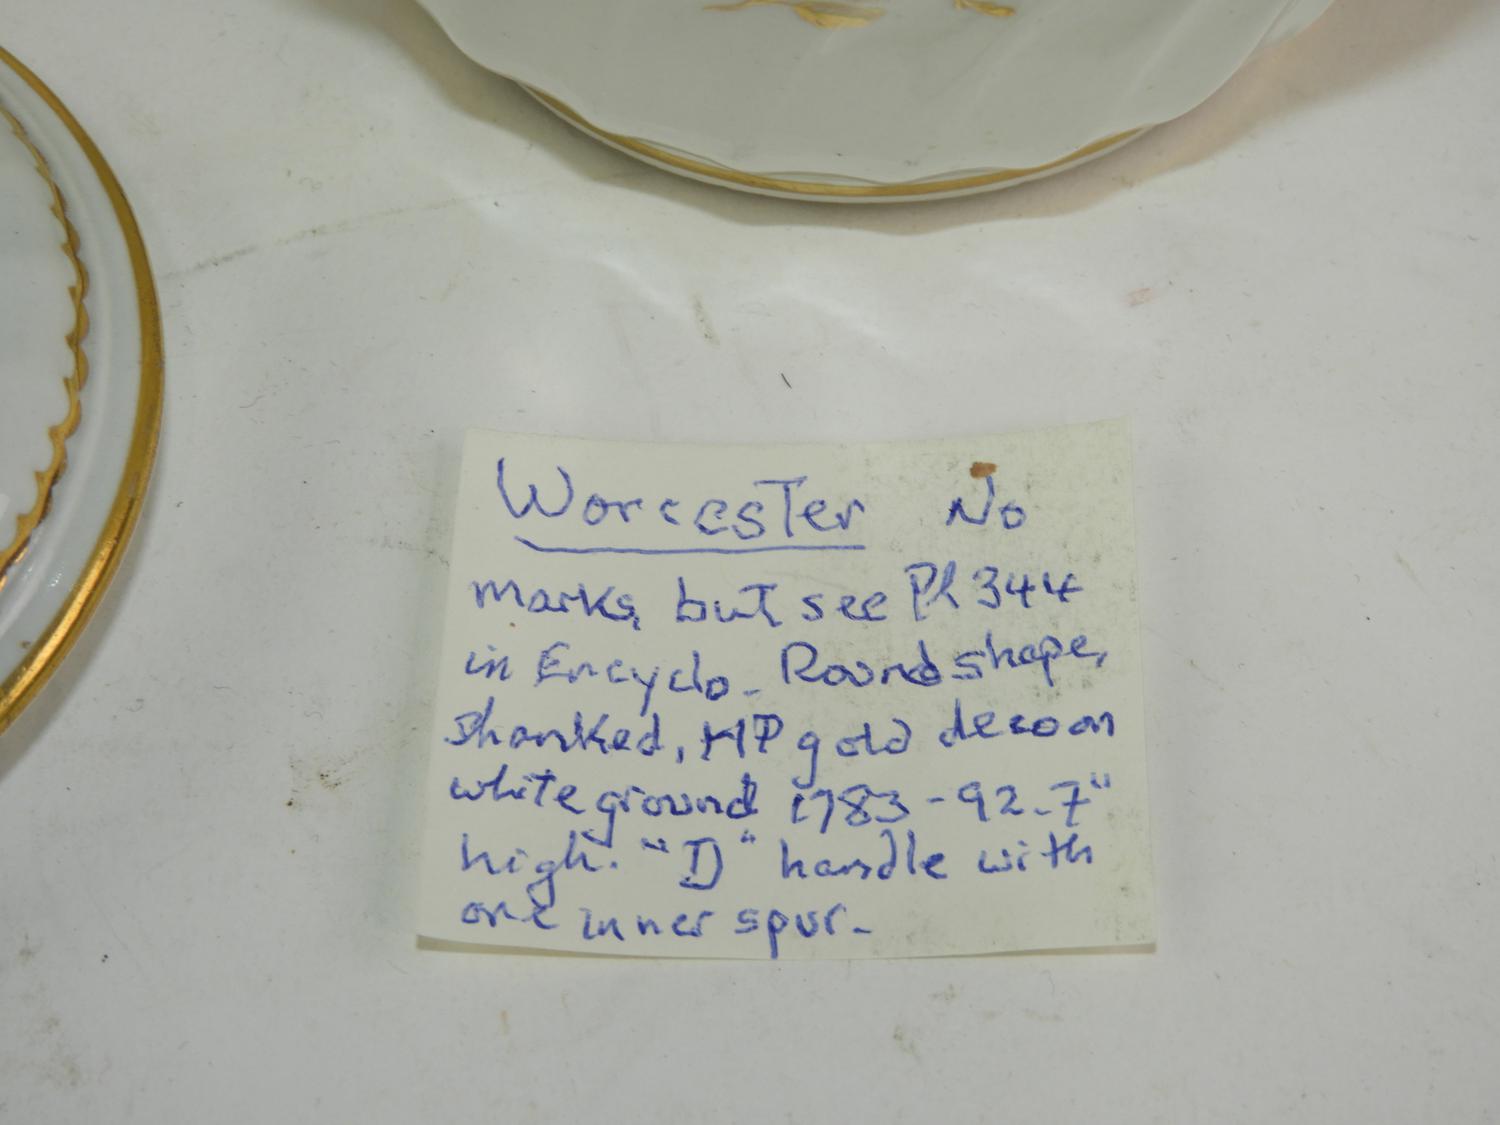 Worcester No
marks, but see Pl 344
in Encyclo. Round shape,
shanked, HP gold deco on
white ground 1783-92. 7"
high. "D" handle with
one inner spur.